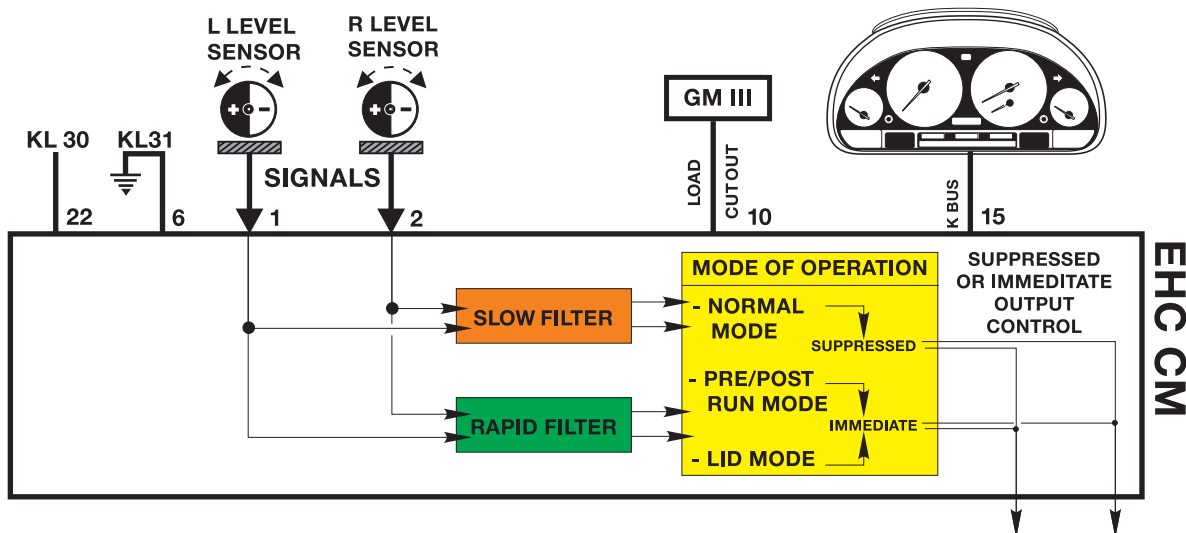 L LEVEL
SENSOR
R LEVEL
SENSOR
GM III
KL 30
KL31
SIGNALS
LOAD
CUT OUT
K BUS
22
6
1
2
10
15
EHC CM
MODE OF OPERATION
SUPPRESSED
OR IMMEDITATE
OUTPUT
CONTROL
SLOW FILTER
- NORMAL
MODE
SUPPRESSED
- PRE/POST
RUN MODE
RAPID FILTER
IMMEDIATE
- LID MODE